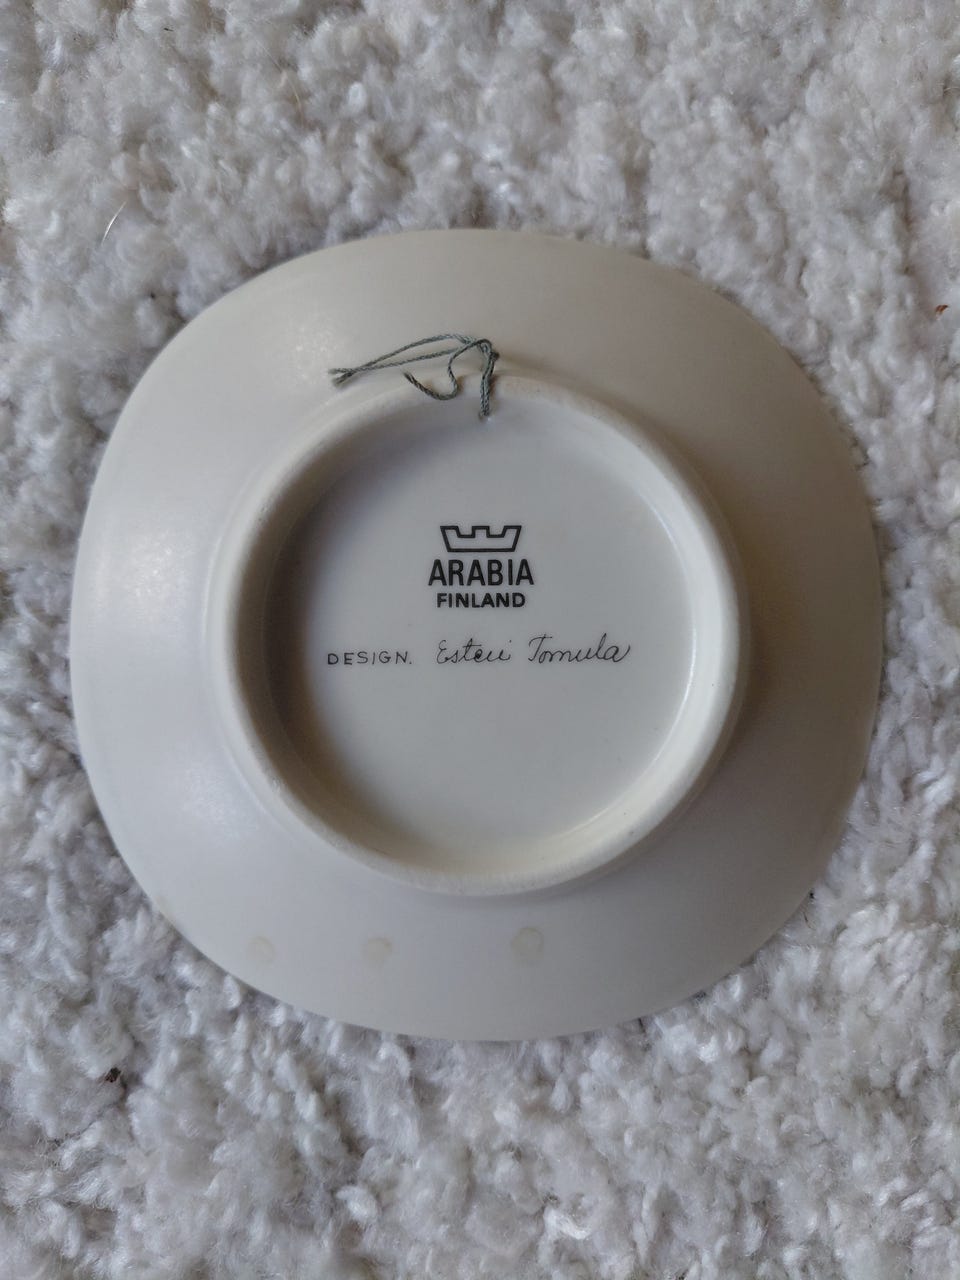 ARABIA
FINLAND
DESIGN. Esteri Tomula